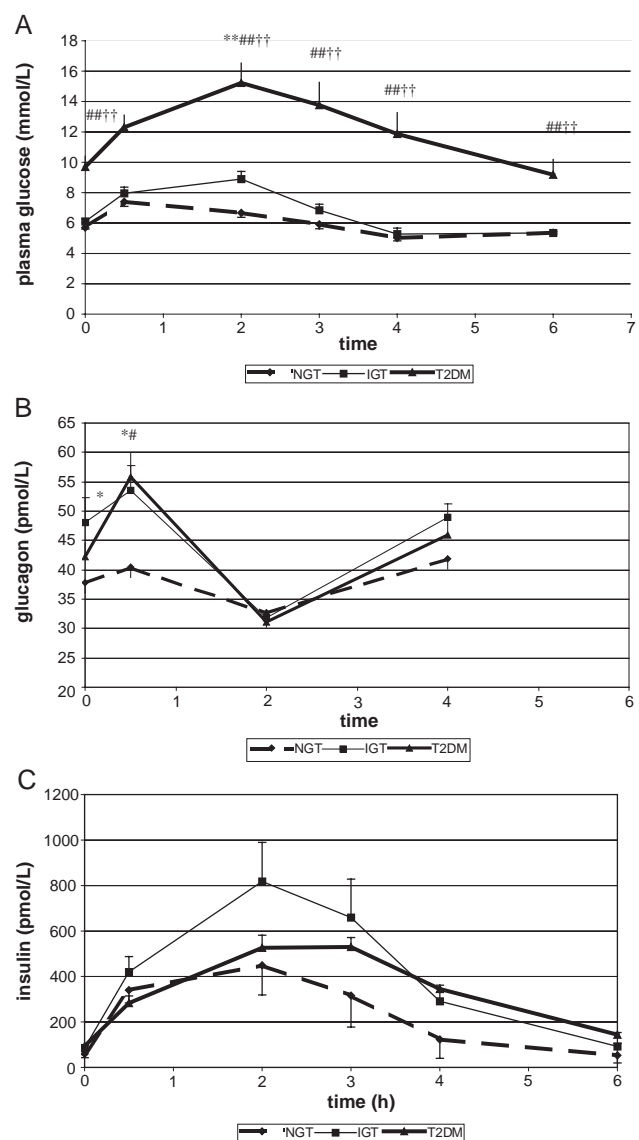 A
plasma glucose (mmol/L)
18
16
14
12
10
8
6
4
2
0
##††
**##††
##††
##††
##††
0 1 2 3 4 5 6 7
time
'NGT IGT T2DM
B
glucagon (pmol/L)
65
60
55
50
45
40
35
30
25
20
*
*#
0 1 2 3 4 5 6
time
NGT IGT T2DM
C
insulin (pmol/L)
1200
1000
800
600
400
200
0
0 1 2 3 4 5 6
time (h)
'NGT IGT T2DM